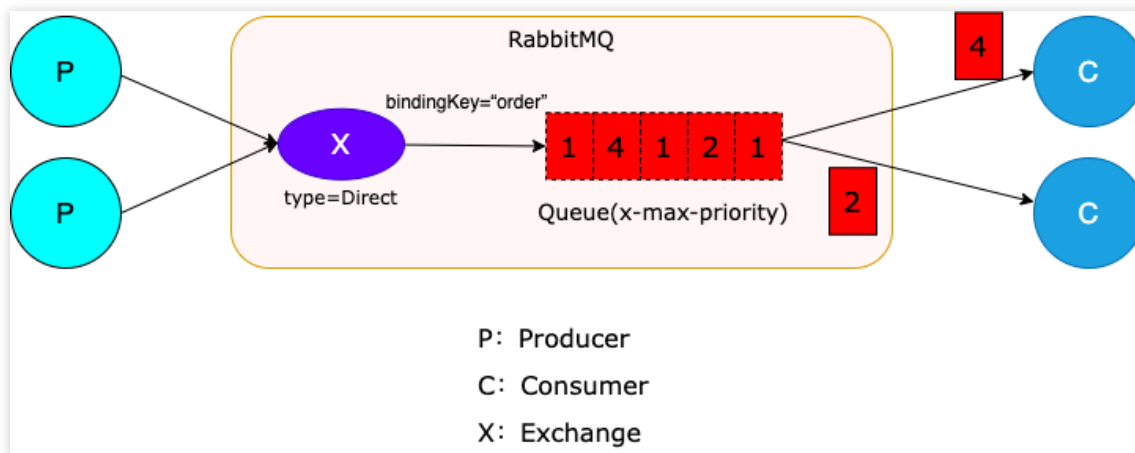 RabbitMQ
P
P
X
bindingKey=“order”
type=Direct
1 4 1 2 1
Queue(x-max-priority)
4
2
C
C
P: Producer
C: Consumer
X: Exchange